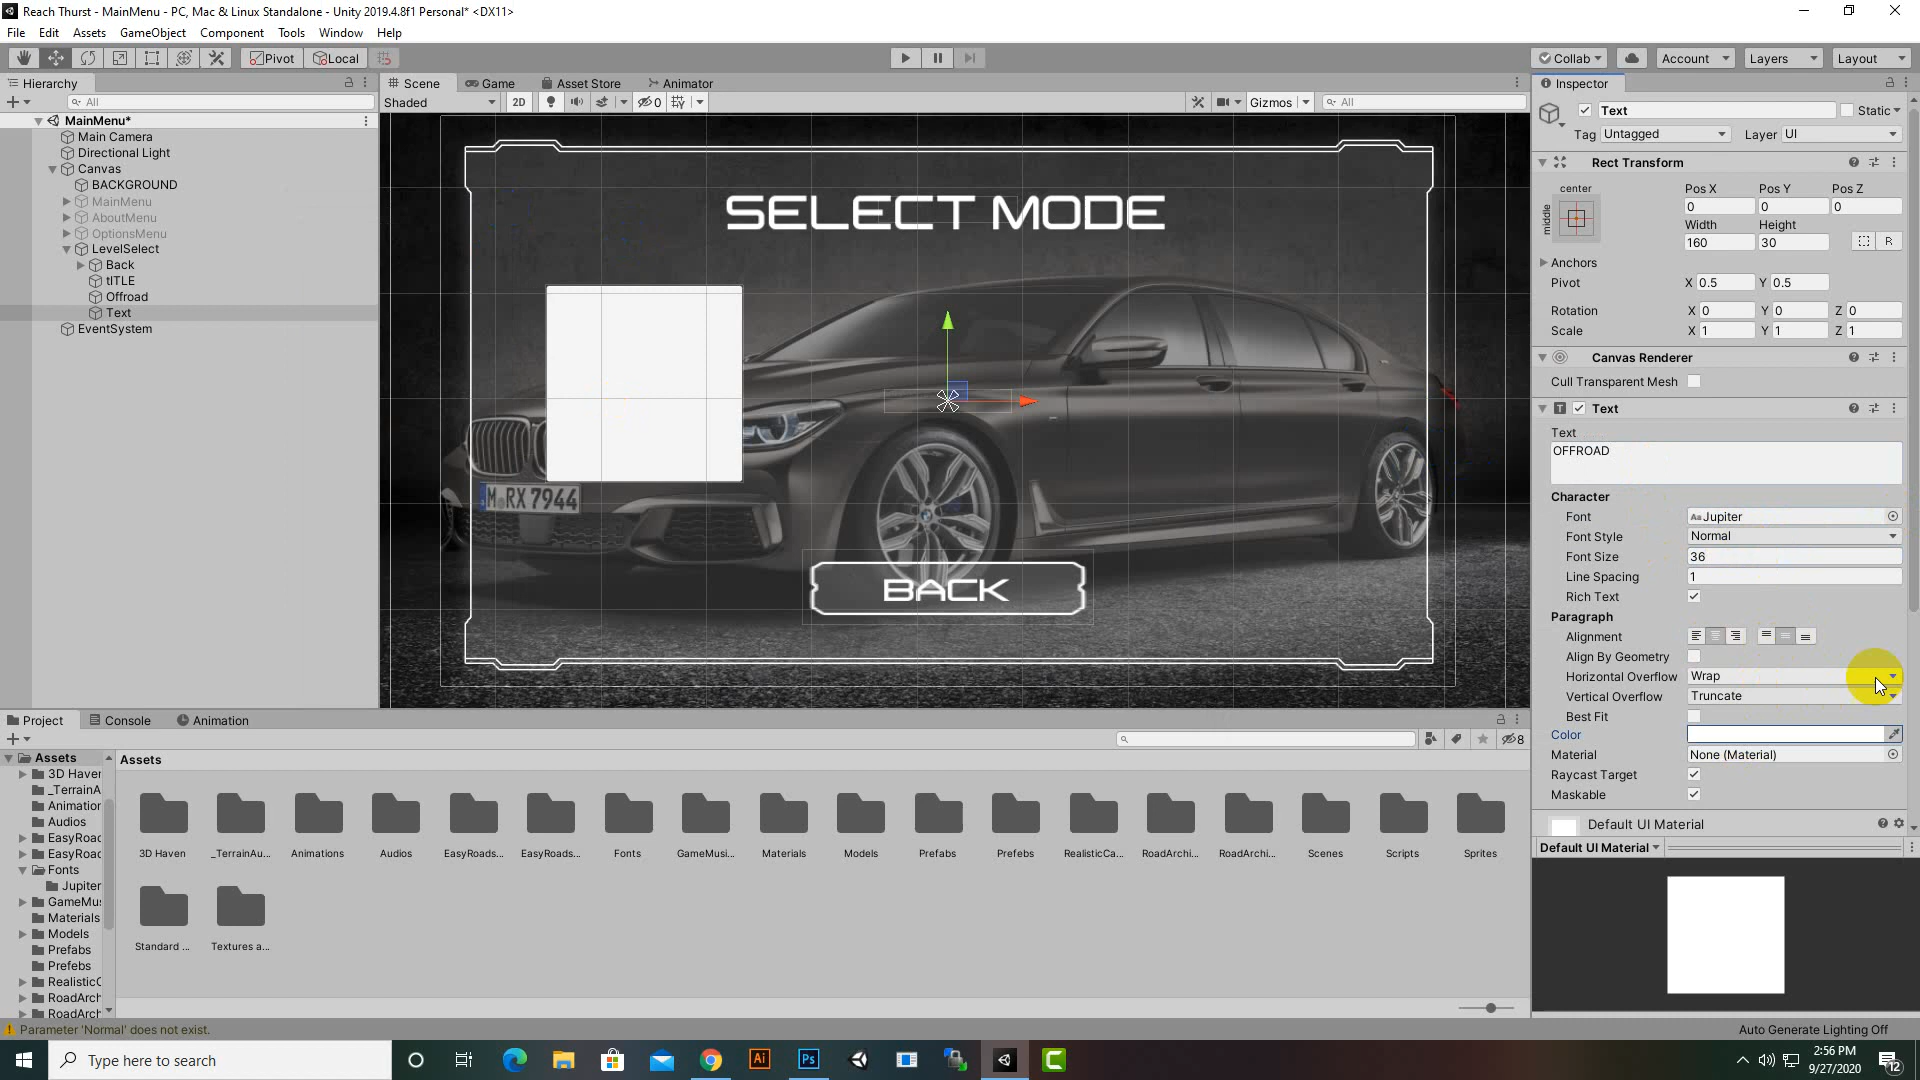 Reach Thurst - MainMenu - PC, Mac & Linux Standalone - Unity 2019.4.8f1 Personal* <DX11>
File Edit Assets GameObject Component Tools Window Help
Pivot Local Collab Account Layers Layout
Hierarchy Scene Game Asset Store Animator Inspector
All Shaded 2D 0 Gizmos All
Text Static
Tag Untagged Layer UI
MainMenu*
Main Camera
Directional Light
Canvas
BACKGROUND
MainMenu
AboutMenu
OptionsMenu
LevelSelect
Back
tITLE
Offroad
Text
EventSystem
SELECT MODE
M RX 7944
BACK
Rect Transform
center
middle
Pos X Pos Y Pos Z
0 0 0
Width Height
160 30
R
Anchors
Pivot X 0.5 Y 0.5
Rotation X 0 Y 0 Z 0
Scale X 1 Y 1 Z 1
Canvas Renderer
Cull Transparent Mesh
Text
Text
OFFROAD
Character
Font Aa Jupiter
Font Style Normal
Font Size 36
Line Spacing 1
Rich Text
Paragraph
Alignment
Align By Geometry
Horizontal Overflow Wrap
Vertical Overflow Truncate
Best Fit
Color
Material None (Material)
Raycast Target
Maskable
Default UI Material
Default UI Material
Project Console Animation
8
Assets
3D Haven
_TerrainA
Animation
Audios
EasyRoad
EasyRoad
Fonts
Jupiter
GameMus
Materials
Models
Prefabs
Prefebs
RealisticC
RoadArch
RoadArch
Assets
3D Haven _TerrainAu... Animations Audios EasyRoads... EasyRoads... Fonts GameMusi... Materials Models Prefabs Prefebs RealisticCa... RoadArchi... RoadArchi... Scenes Scripts Sprites
Standard ... Textures a...
Parameter 'Normal' does not exist.
Auto Generate Lighting Off
Type here to search
Ai Ps
2:56 PM
9/27/2020
12